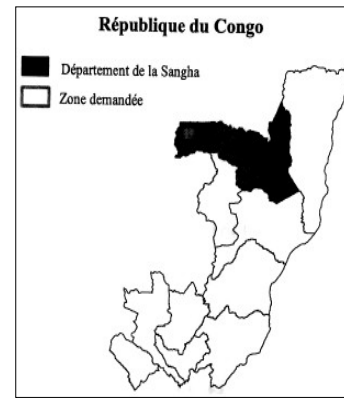 République du Congo
Département de la Sangha
Zone demandée